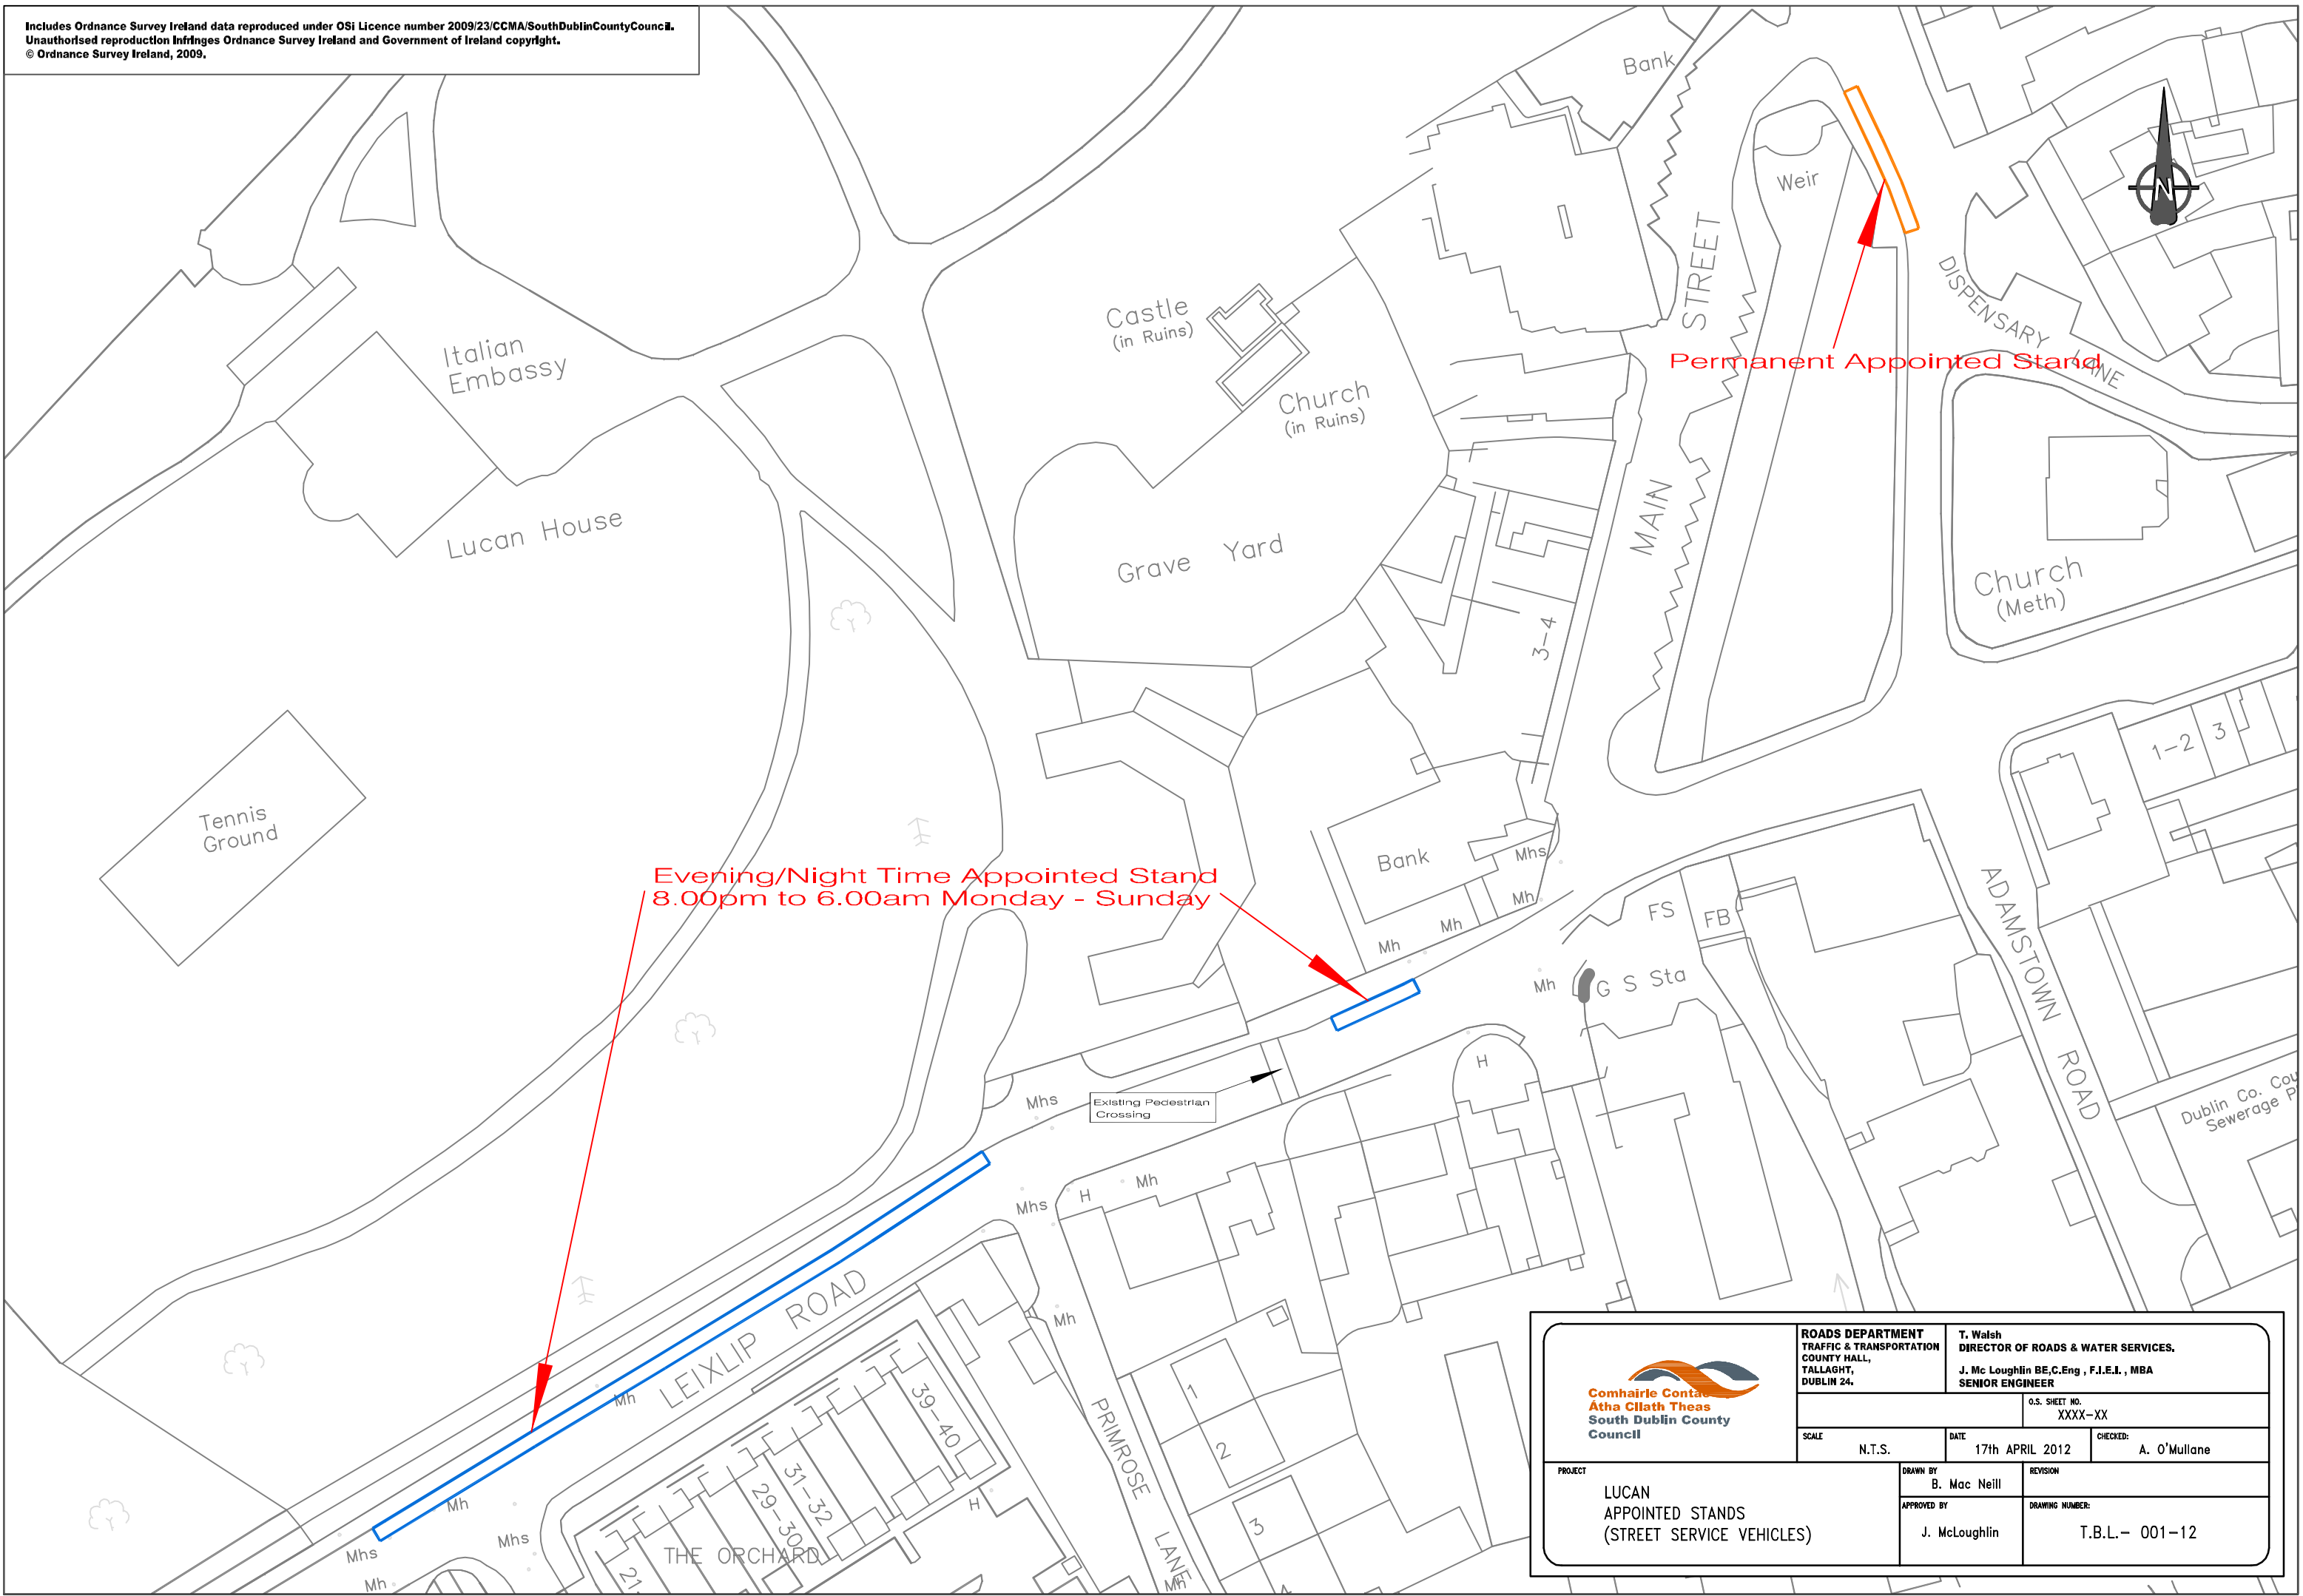 Includes Ordnance Survey Ireland data reproduced under OSi Licence number 2009/23/CCMA/SouthDublinCountyCouncil.
Unauthorised reproduction infringes Ordnance Survey Ireland and Government of Ireland copyright.
© Ordnance Survey Ireland, 2009.
Bank
Weir
N
STREET
MAIN
DISPENSARY LANE
Permanent Appointed Stand
Castle
(in Ruins)
Church
(in Ruins)
Italian
Embassy
Lucan House
Grave Yard
Church
(Meth)
3-4
1-2
3
Tennis
Ground
Evening/Night Time Appointed Stand
8.00pm to 6.00am Monday - Sunday
Bank
Mhs
Mh
Mh
Mh
FS
FB
Mh
G S Sta
ADAMSTOWN ROAD
H
Existing Pedestrian
Crossing
Mhs
Dublin Co.
Sewerage
Mhs
H
Mh
Mh
LEIXLIP ROAD
Mh
PRIMROSE LANE
39-40
31-32
29-30
21
1
2
3
H
Mh
Mhs
Mhs
Mh
THE ORCHARD
Mh
Comhairle Contae
Átha Cliath Theas
South Dublin County
Council
ROADS DEPARTMENT
TRAFFIC & TRANSPORTATION
COUNTY HALL,
TALLAGHT,
DUBLIN 24.
T. Walsh
DIRECTOR OF ROADS & WATER SERVICES.
J. Mc Loughlin BE,C.Eng , F.I.E.I. , MBA
SENIOR ENGINEER
O.S. SHEET NO.
XXXX-XX
SCALE
N.T.S.
DATE
17th APRIL 2012
CHECKED:
A. O'Mullane
PROJECT
LUCAN
APPOINTED STANDS
(STREET SERVICE VEHICLES)
DRAWN BY
B. Mac Neill
REVISION
APPROVED BY
J. McLoughlin
DRAWING NUMBER:
T.B.L.- 001-12